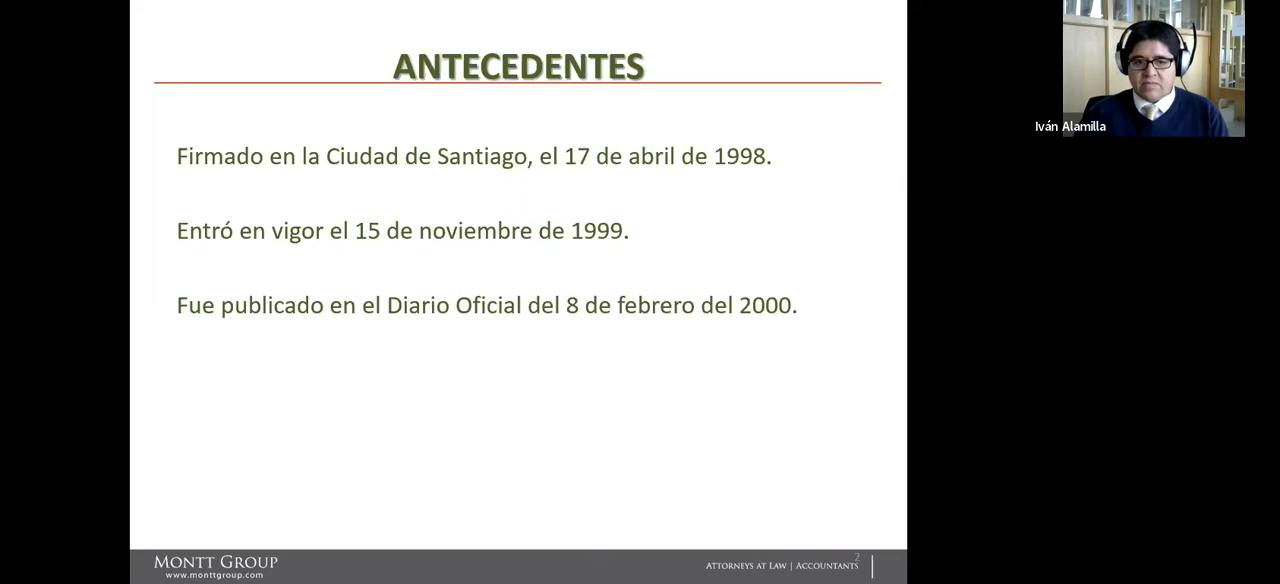 ANTECEDENTES
Firmado en la Ciudad de Santiago, el 17 de abril de 1998.
Entró en vigor el 15 de noviembre de 1999.
Fue publicado en el Diario Oficial del 8 de febrero del 2000.
MONTT GROUP
www.monttgroup.com
ATTORNEYS AT LAW | ACCOUNTANTS
2
Iván Alamilla